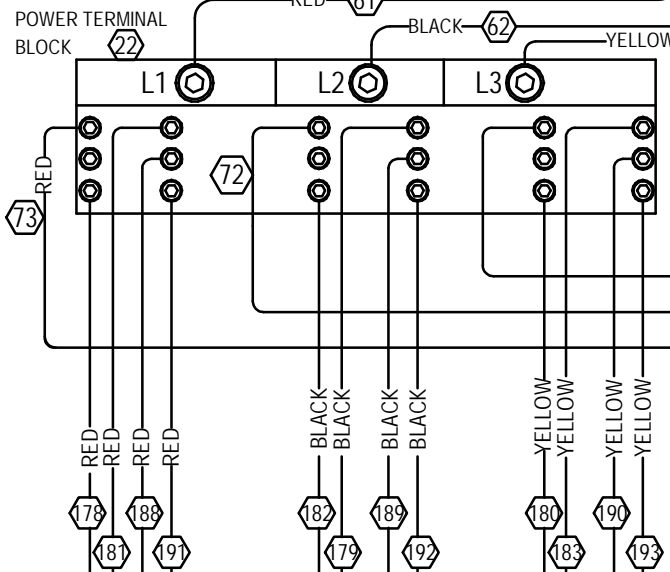 RED 61
POWER TERMINAL
BLOCK 22
BLACK 62
YELLOW
L1 L2 L3
RED 73
72
RED RED RED RED
BLACK BLACK BLACK BLACK
YELLOW YELLOW YELLOW YELLOW
178 188 182 189 180 190
181 191 179 192 183 193